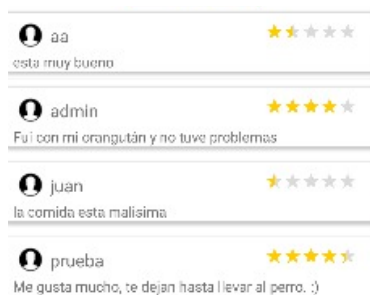 aa
esta muy bueno
admin
Fui con mi orangután y no tuve problemas
juan
la comida esta malisima
prueba
Me gusta mucho, te dejan hasta llevar al perro. :)